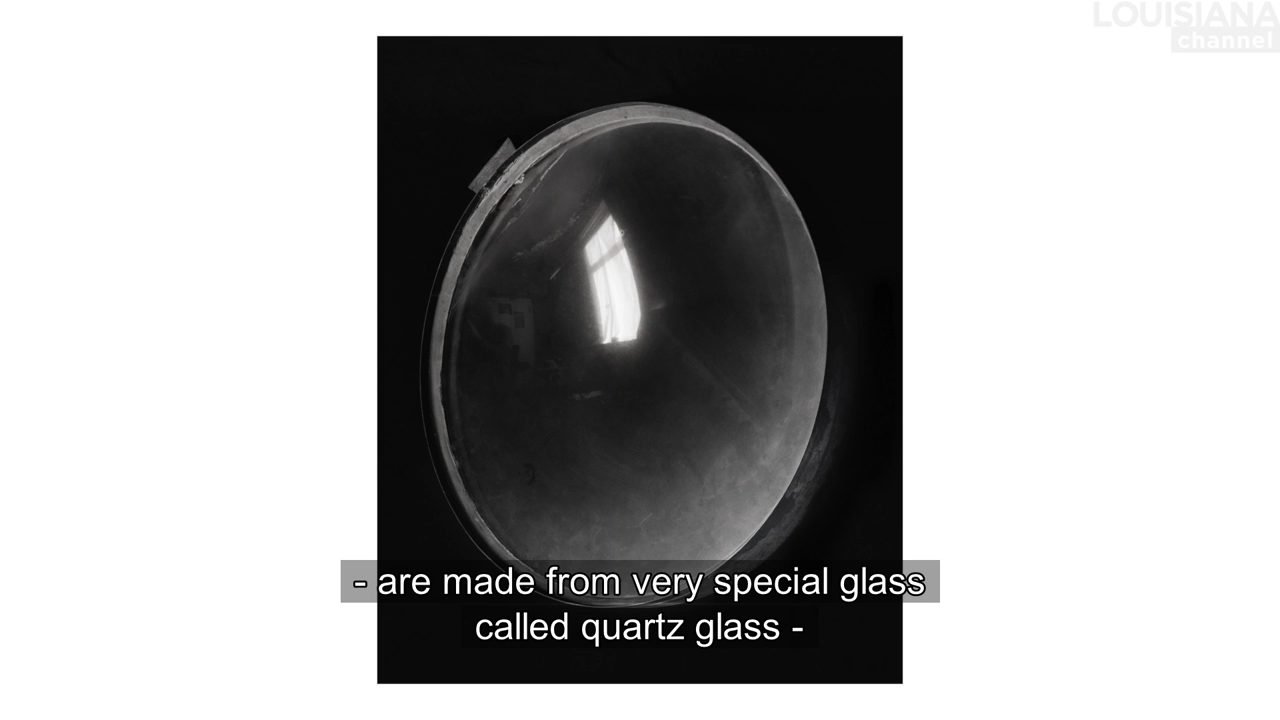 LOUISIANA
channel
- are made from very special glass
called quartz glass -